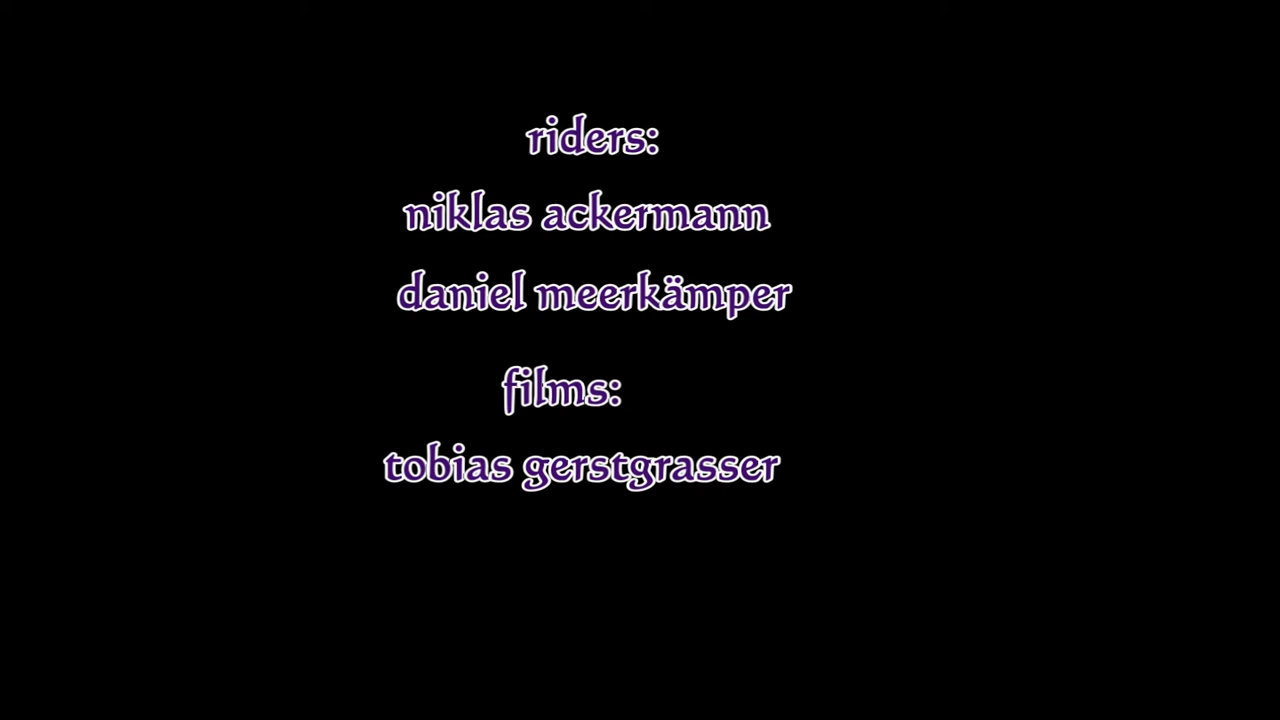 riders:
niklas ackermann
daniel meerkämper
films:
tobias gerstgrasser